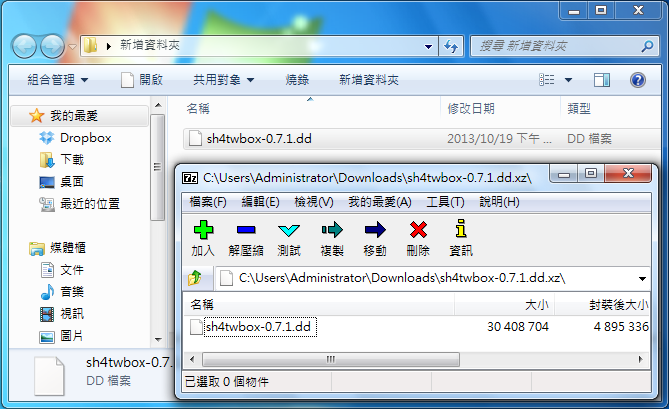 新增資料夾
搜尋 新增資料夾
組合管理 開啟 共用對象 燒錄 新增資料夾
我的最愛
Dropbox
下載
桌面
最近的位置
媒體櫃
文件
音樂
視訊
圖片
名稱 修改日期 類型
sh4twbox-0.7.1.dd 2013/10/19 下午 ... DD 檔案
sh4twbox-0.7.
DD 檔案
7z C:\Users\Administrator\Downloads\sh4twbox-0.7.1.dd.xz\
檔案(F) 編輯(E) 檢視(V) 我的最愛(A) 工具(T) 說明(H)
加入 解壓縮 測試 複製 移動 刪除 資訊
C:\Users\Administrator\Downloads\sh4twbox-0.7.1.dd.xz\
名稱 大小 封裝後大小
sh4twbox-0.7.1.dd 30 408 704 4 895 336
已選取 0 個物件